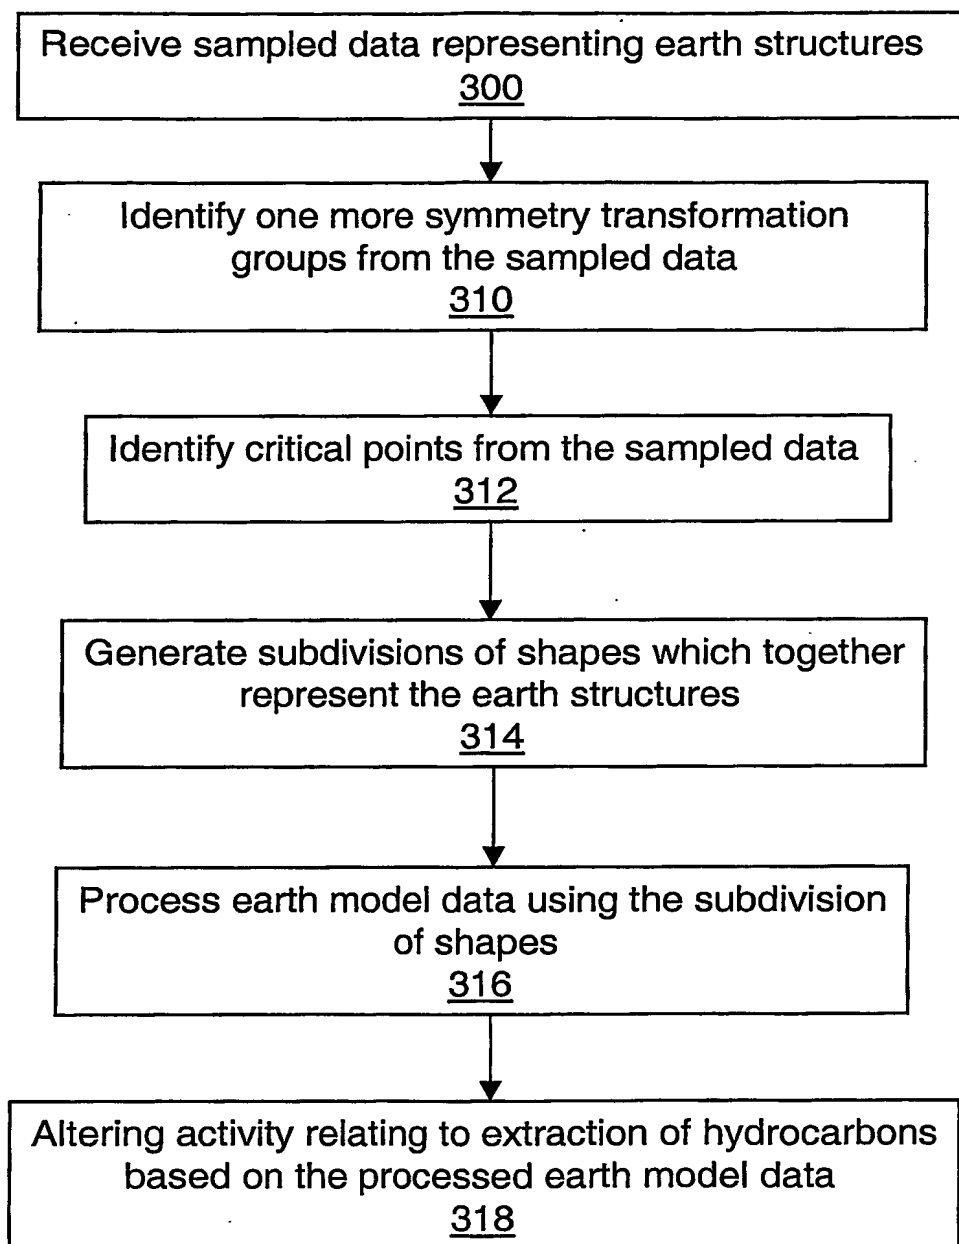 Receive sampled data representing earth structures
300
Identify one more symmetry transformation
groups from the sampled data
310
Identify critical points from the sampled data
312
Generate subdivisions of shapes which together
represent the earth structures
314
Process earth model data using the subdivision
of shapes
316
Altering activity relating to extraction of hydrocarbons
based on the processed earth model data
318